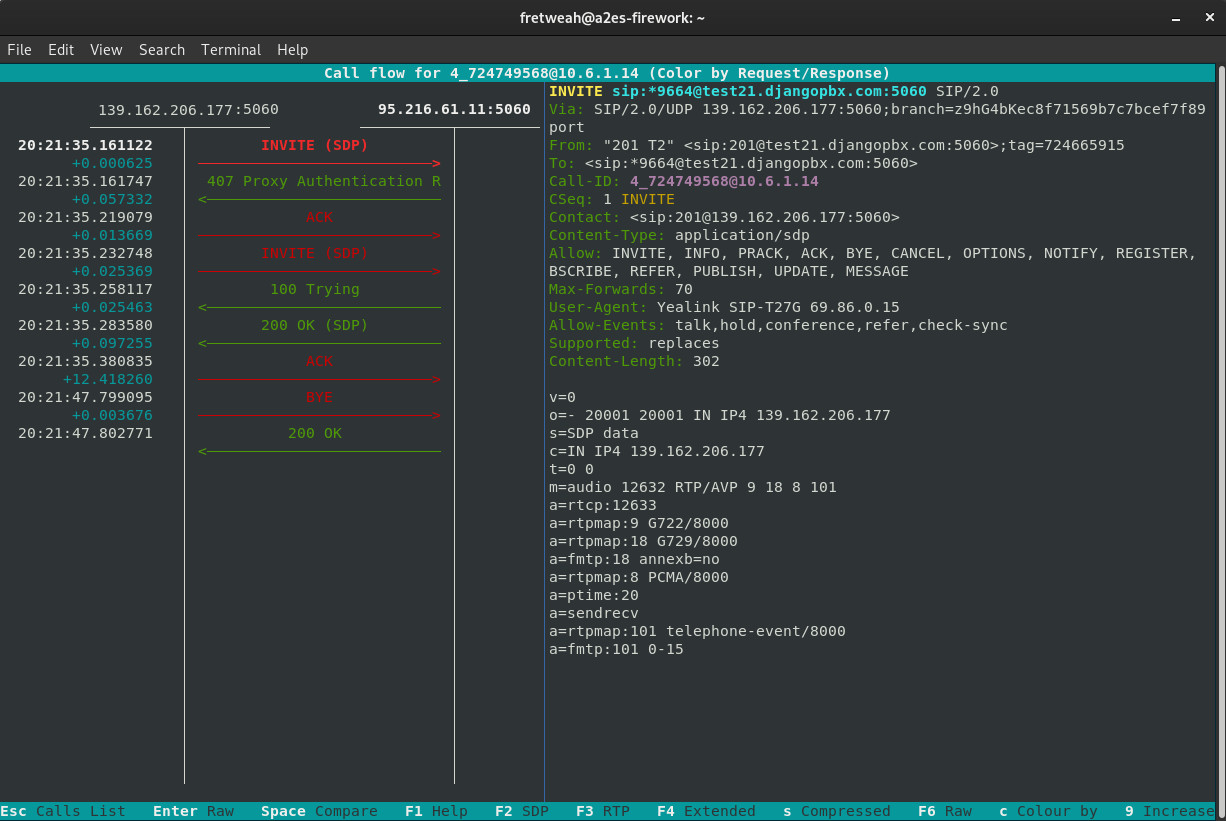 fretweah@a2es-firework: ~
File Edit View Search Terminal Help
Call flow for 4_724749568@10.6.1.14 (Color by Request/Response)
139.162.206.177:5060 95.216.61.11:5060
20:21:35.161122 INVITE (SDP)
+0.000625
20:21:35.161747 407 Proxy Authentication R
+0.057332
20:21:35.219079 ACK
+0.013669
20:21:35.232748 INVITE (SDP)
+0.025369
20:21:35.258117 100 Trying
+0.025463
20:21:35.283580 200 OK (SDP)
+0.097255
20:21:35.380835 ACK
+12.418260
20:21:47.799095 BYE
+0.003676
20:21:47.802771 200 OK
INVITE sip:*9664@test21.djangopbx.com:5060 SIP/2.0
Via: SIP/2.0/UDP 139.162.206.177:5060;branch=z9hG4bKec8f71569b7c7bcef7f89
port
From: "201 T2" <sip:201@test21.djangopbx.com:5060>;tag=724665915
To: <sip:*9664@test21.djangopbx.com:5060>
Call-ID: 4_724749568@10.6.1.14
CSeq: 1 INVITE
Contact: <sip:201@139.162.206.177:5060>
Content-Type: application/sdp
Allow: INVITE, INFO, PRACK, ACK, BYE, CANCEL, OPTIONS, NOTIFY, REGISTER,
BSCRIBE, REFER, PUBLISH, UPDATE, MESSAGE
Max-Forwards: 70
User-Agent: Yealink SIP-T27G 69.86.0.15
Allow-Events: talk,hold,conference,refer,check-sync
Supported: replaces
Content-Length: 302
v=0
o=- 20001 20001 IN IP4 139.162.206.177
s=SDP data
c=IN IP4 139.162.206.177
t=0 0
m=audio 12632 RTP/AVP 9 18 8 101
a=rtcp:12633
a=rtpmap:9 G722/8000
a=rtpmap:18 G729/8000
a=fmtp:18 annexb=no
a=rtpmap:8 PCMA/8000
a=ptime:20
a=sendrecv
a=rtpmap:101 telephone-event/8000
a=fmtp:101 0-15
Esc Calls List Enter Raw Space Compare F1 Help F2 SDP F3 RTP F4 Extended s Compressed F6 Raw c Colour by 9 Increase